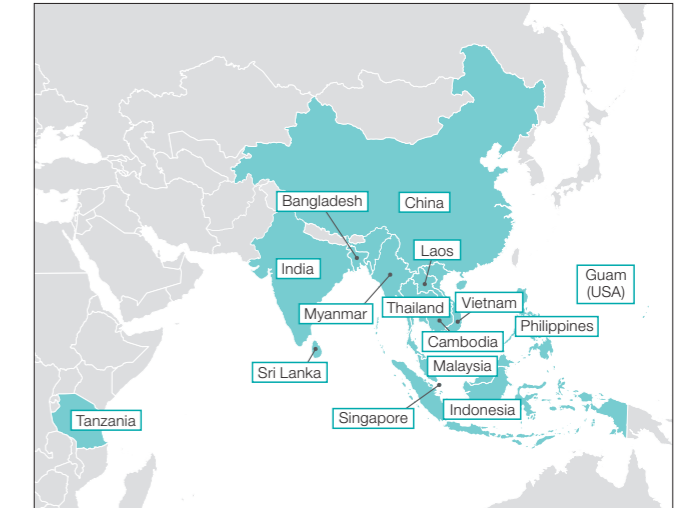 Bangladesh
China
Laos
India
Guam
(USA)
Myanmar
Thailand
Vietnam
Philippines
Cambodia
Malaysia
Sri Lanka
Indonesia
Singapore
Tanzania